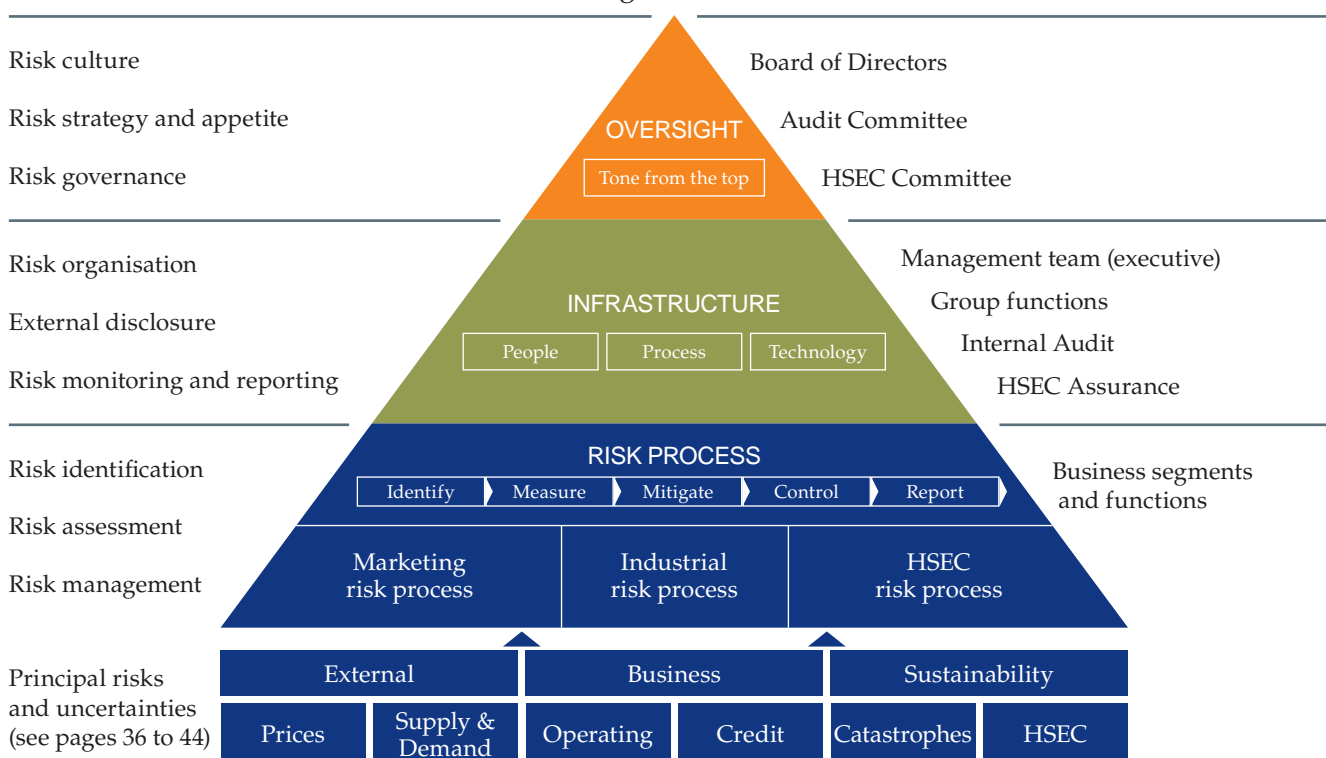 Risk culture
Risk strategy and appetite
Risk governance
OVERSIGHT
Tone from the top
Board of Directors
Audit Committee
HSEC Committee
Risk organisation
External disclosure
Risk monitoring and reporting
INFRASTRUCTURE
People
Process
Technology
Management team (executive)
Group functions
Internal Audit
HSEC Assurance
Risk identification
Risk assessment
Risk management
RISK PROCESS
Identify
Measure
Mitigate
Control
Report
Marketing
risk process
Industrial
risk process
HSEC
risk process
Business segments
and functions
Principal risks
and uncertainties
(see pages 36 to 44)
External
Business
Sustainability
Prices
Supply &
Demand
Operating
Credit
Catastrophes
HSEC